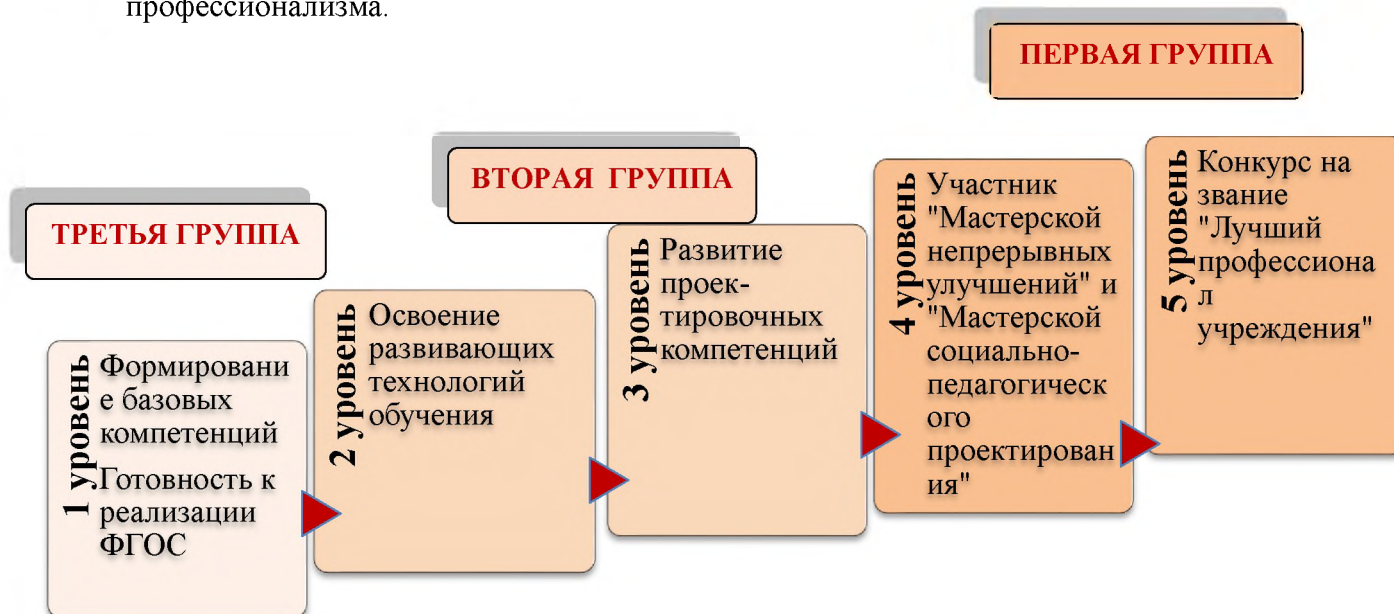 профессионализма.
ПЕРВАЯ ГРУППА
ВТОРАЯ ГРУППА
ТРЕТЬЯ ГРУППА
1 уровень
Формировани
е базовых
компетенций
Готовность к
реализации
ФГОС
2 уровень
Освоение
развивающих
технологий
обучения
3 уровень
Развитие
проек-
тировочных
компетенций
4 уровень
Участник
"Мастерской
непрерывных
улучшений" и
"Мастерской
социально-
педагогическ
ого
проектирован
ия"
5 уровень
Конкурс на
звание
"Лучший
профессиона
л
учреждения"